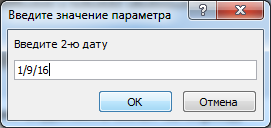 Введите значение параметра
Введите 2-ю дату
1/9/16
OK
Отмена